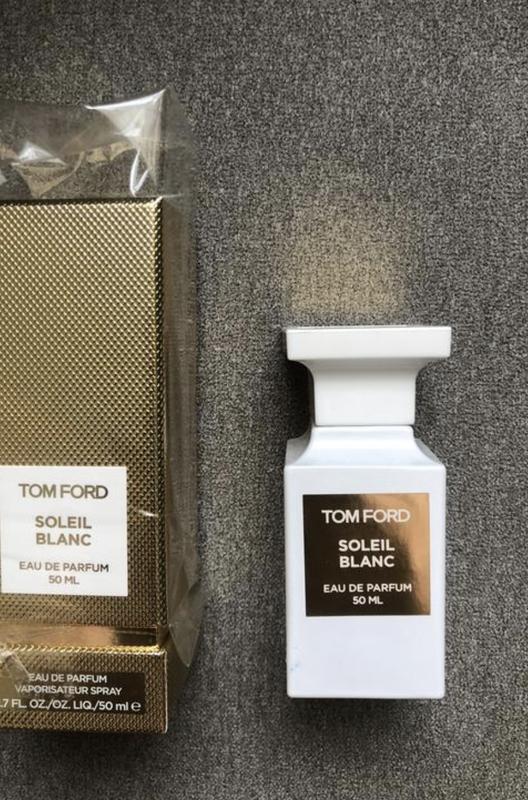 TOM FORD
SOLEIL
BLANC
EAU DE PARFUM
50 ML
EAU DE PARFUM
VAPORISATEUR SPRAY
.7 FL. OZ./OZ. LIQ./50 ml e
TOM FORD
SOLEIL
BLANC
EAU DE PARFUM
50 ML